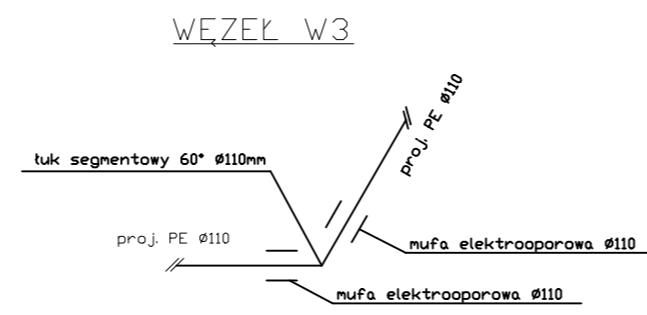 WĘZEŁ W3
proj. PE Ø110
łuk segmentowy 60° Ø110mm
proj. PE Ø110
mufa elektrooporowa Ø110
mufa elektrooporowa Ø110